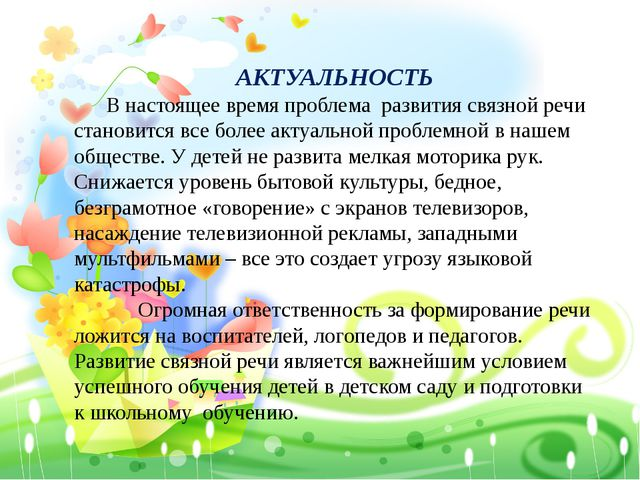 АКТУАЛЬНОСТЬ
В настоящее время проблема развития связной речи
становится все более актуальной проблемной в нашем
обществе. У детей не развита мелкая моторика рук.
Снижается уровень бытовой культуры, бедное,
безграмотное «говорение» с экранов телевизоров,
насаждение телевизионной рекламы, западными
мультфильмами – все это создает угрозу языковой
катастрофы.
Огромная ответственность за формирование речи
ложится на воспитателей, логопедов и педагогов.
Развитие связной речи является важнейшим условием
успешного обучения детей в детском саду и подготовки
к школьному обучению.